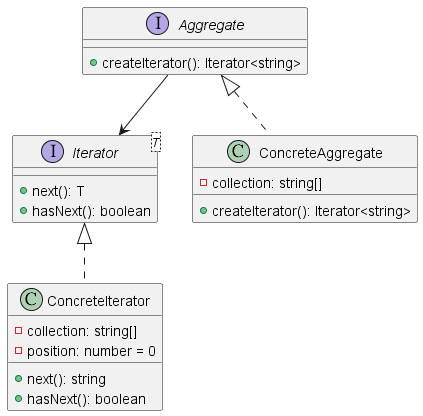 I Aggregate
createIterator(): Iterator<string>
I Iterator T
next(): T
hasNext(): boolean
C ConcreteAggregate
collection: string[]
createIterator(): Iterator<string>
C ConcreteIterator
collection: string[]
position: number = 0
next(): string
hasNext(): boolean